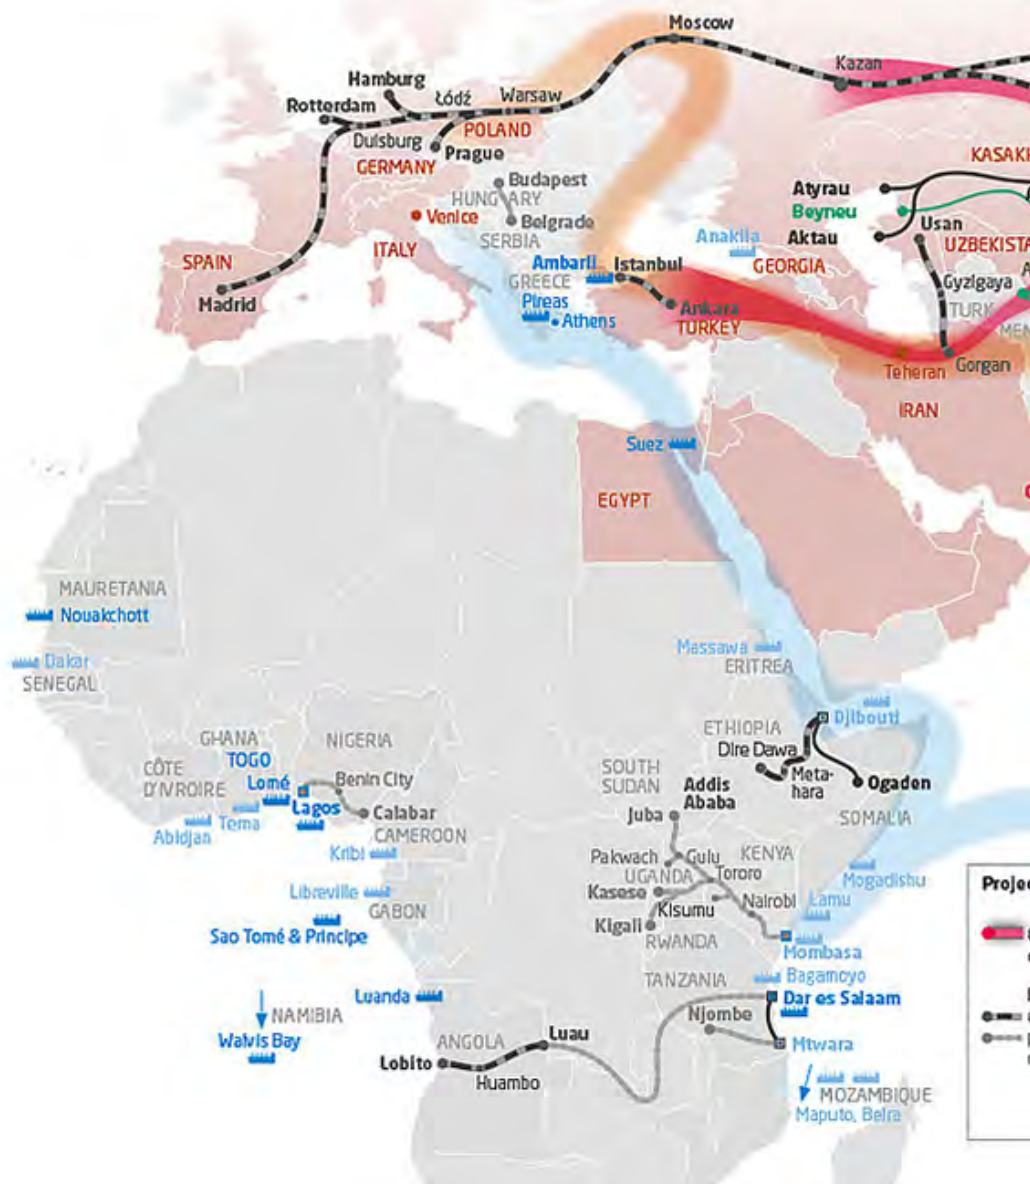 Moscow
Kazan
Hamburg
Łódź
Warsaw
Rotterdam
Duisburg
POLAND
GERMANY
Prague
KASAKH
Budapest
HUNGARY
Atyrau
Beyneu
Venice
Belgrade
Usan
SERBIA
Anaklia
Aktau
UZBEKISTA
ITALY
SPAIN
Ambarli
Istanbul
GEORGIA
GREECE
Gyzigaya
A
Madrid
Pireas
Ankara
TURK
Athens
TURKEY
MEN
Teheran
Gorgan
IRAN
Suez
EGYPT
MAURETANIA
Nouakchott
Dakar
SENEGAL
Massawa
ERITREA
Djibouti
GHANA
NIGERIA
ETHIOPIA
TOGO
Dire Dawa
CÔTE
D'IVROIRE
Lomé
Benin City
SOUTH
SUDAN
Meta-
hara
Ogaden
Addis
Ababa
Lagos
Calabar
Juba
SOMALIA
Tema
Abidjan
CAMEROON
Kribi
Pakwach
Gulu
KENYA
UGANDA
Tororo
Mogadishu
Libreville
Kasese
Projec
GABON
Kisumu
Nairobi
Lamu
Kigali
Sao Tomé & Principe
RWANDA
Mombasa
TANZANIA
Bagamoyo
Luanda
Dar es Salaam
NAMIBIA
Njombe
Walvis Bay
ANGOLA
Luau
Mtwara
Lobito
Huambo
MOZAMBIQUE
Maputo, Beira